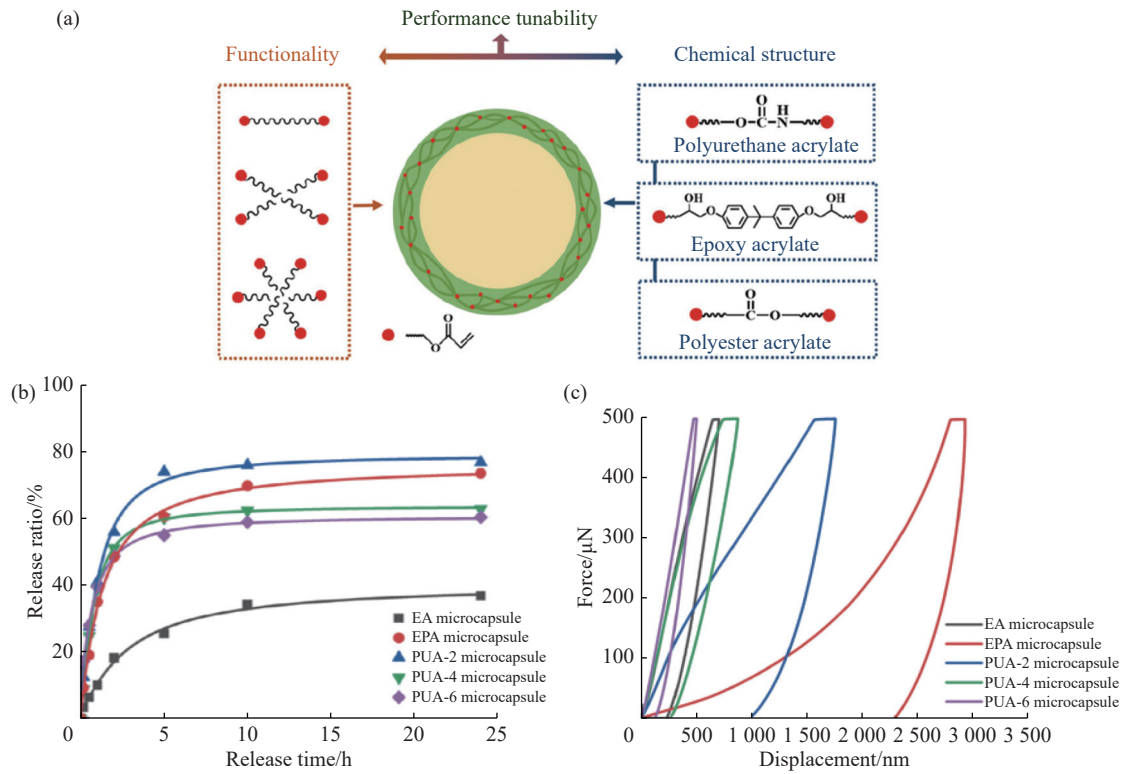 (a)
Performance tunability
Functionality
Chemical structure
O
O C N
H
Polyurethane acrylate
OH
OH
O
O
Epoxy acrylate
O
C O
Polyester acrylate
O
O
(b)
100
80
60
40
20
0
5
10
15
20
25
Release ratio/%
Release time/h
EA microcapsule
EPA microcapsule
PUA-2 microcapsule
PUA-4 microcapsule
PUA-6 microcapsule
(c)
500
400
300
200
100
0
500
1 000
1 500
2 000
2 500
3 000
3 500
Force/μN
Displacement/nm
EA microcapsule
EPA microcapsule
PUA-2 microcapsule
PUA-4 microcapsule
PUA-6 microcapsule